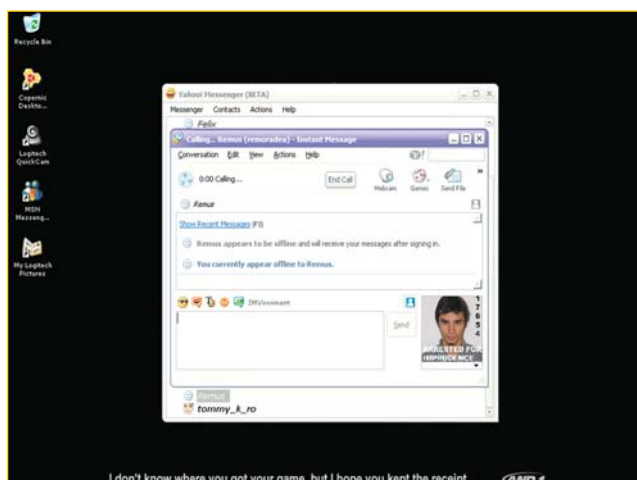 Recycle Bin
Copernic
Deskto...
Logitech
QuickCam
MSN
Messeng...
My Logitech
Pictures
Yahoo! Messenger (BETA)
Messenger Contacts Actions Help
Felix
Calling... Remus (remoradea) - Instant Message
Conversation Edit View Actions Help
0:00 Calling...
End Call
Webcam Games Send File
Remus
Show Recent Messages (F3)
Remus appears to be offline and will receive your messages after signing in.
You currently appear offline to Remus.
IMVironment
Send
17654
ARRESTED FOR
IMPRUDENCE
Remus
tommy_k_ro
I don't know where you got your game, but I hope you kept the receipt
AND 1